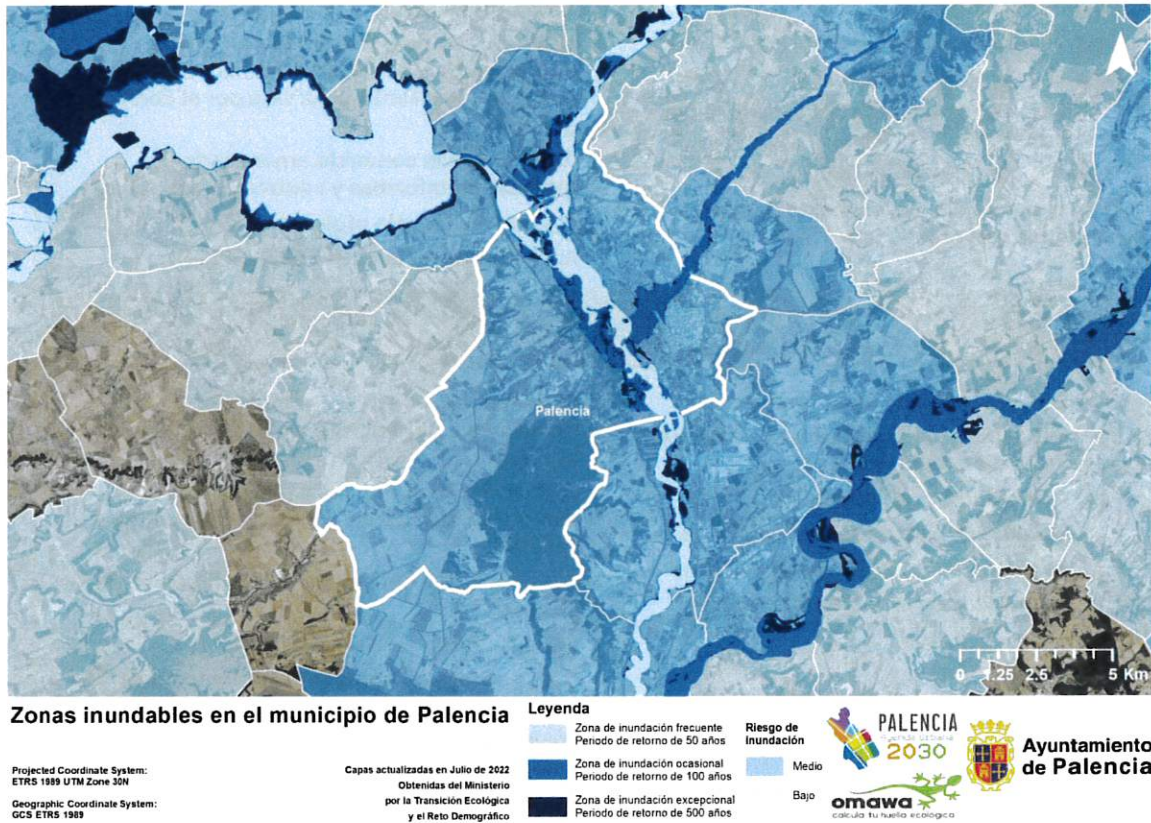 N
Palencia
0 1.25 2.5 5 Km
Zonas inundables en el municipio de Palencia
Projected Coordinate System:
ETRS 1989 UTM Zone 30N
Geographic Coordinate System:
GCS ETRS 1989
Capas actualizadas en Julio de 2022
Obtenidas del Ministerio
por la Transición Ecológica
y el Reto Demográfico
Leyenda
Zona de inundación frecuente
Periodo de retorno de 50 años
Zona de inundación ocasional
Periodo de retorno de 100 años
Zona de inundación excepcional
Periodo de retorno de 500 años
Riesgo de
inundación
Medio
Bajo
PALENCIA
Agenda Urbana
2030
omawa
calcula tu huella ecológica
Ayuntamiento
de Palencia